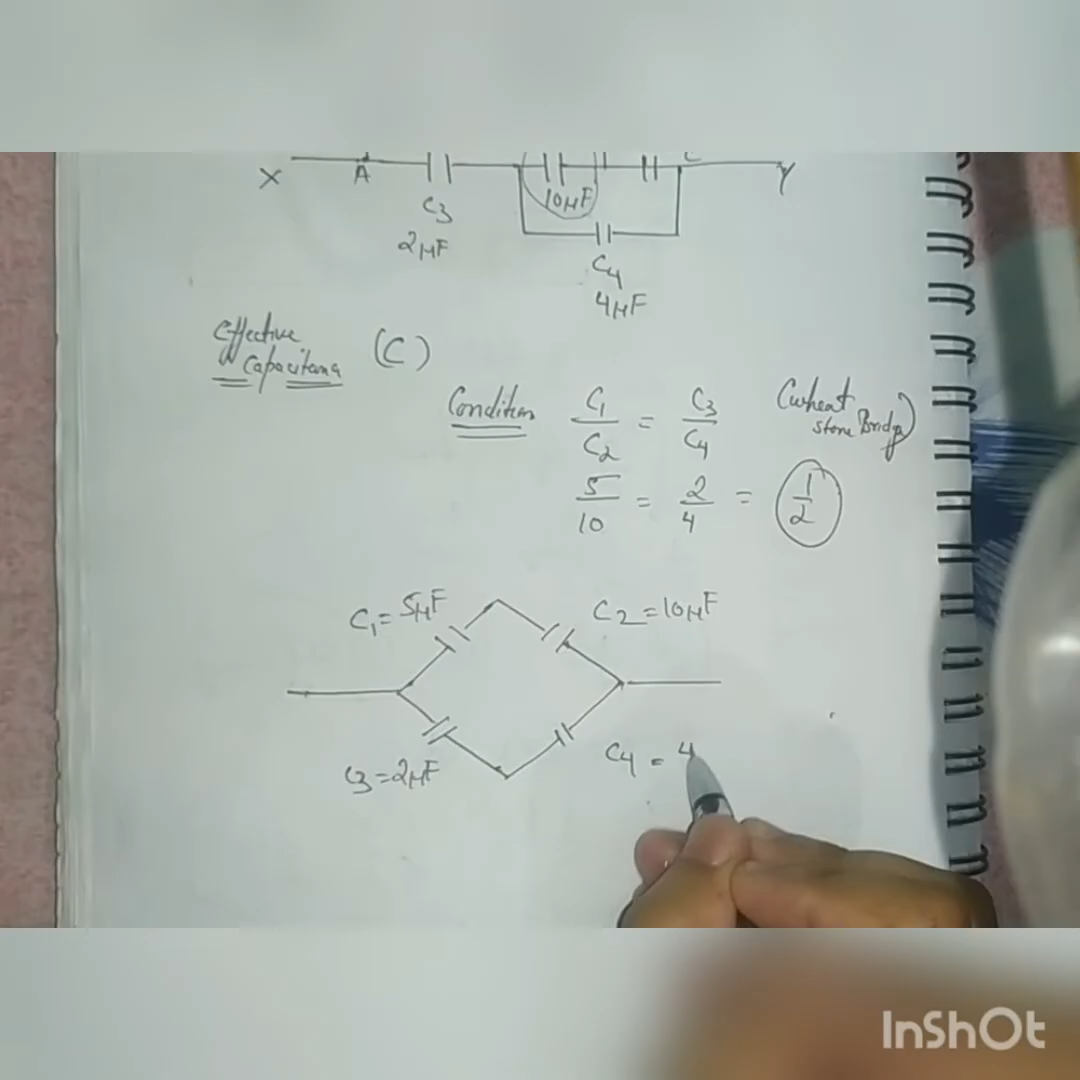 X A 10μF Y
C3
2μF
C4
4μF
Effective
Capacitance (C)
Condition C1/C2 = C3/C4 (wheat
stone Bridge)
5/10 = 2/4 = 1/2
C1 = 5μF C2 = 10μF
C3 = 2μF C4 = 4
InShOt